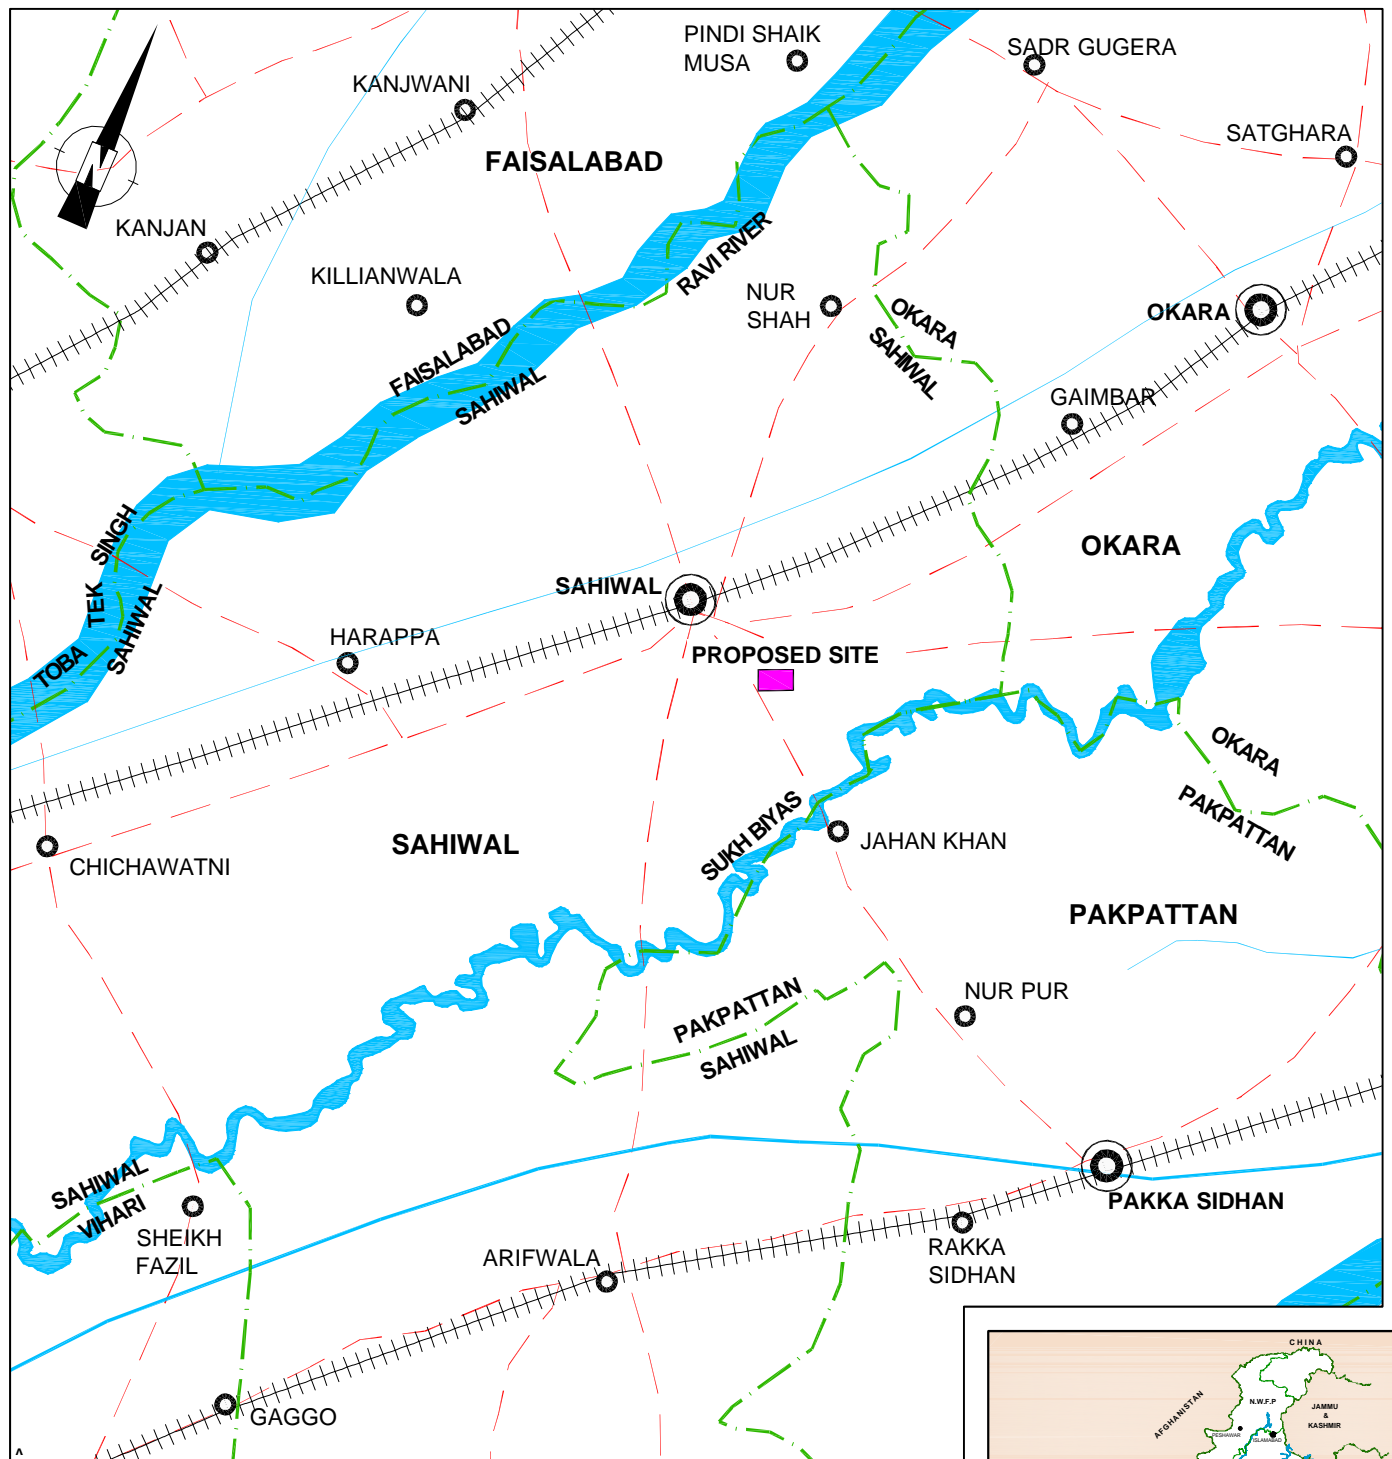 PINDI SHAIK
MUSA
SADR GUGERA
KANJWANI
SATGHARA
FAISALABAD
KANJAN
RAVI RIVER
KILLIANWALA
NUR
SHAH
OKARA
SAHIWAL
OKARA
FAISALABAD
SAHIWAL
GAIMBAR
TOBA TEK SINGH
SAHIWAL
OKARA
SAHIWAL
HARAPPA
PROPOSED SITE
OKARA
PAKPATTAN
SUKH BIYAS
SAHIWAL
JAHAN KHAN
CHICHAWATNI
PAKPATTAN
NUR PUR
PAKPATTAN
SAHIWAL
SAHIWAL
VIHARI
PAKKA SIDHAN
SHEIKH
FAZIL
RAKKA
SIDHAN
ARIFWALA
GAGGO
CHINA
AFGHANISTAN
N.W.F.P
JAMMU
&
KASHMIR
PESHAWAR
ISLAMABAD